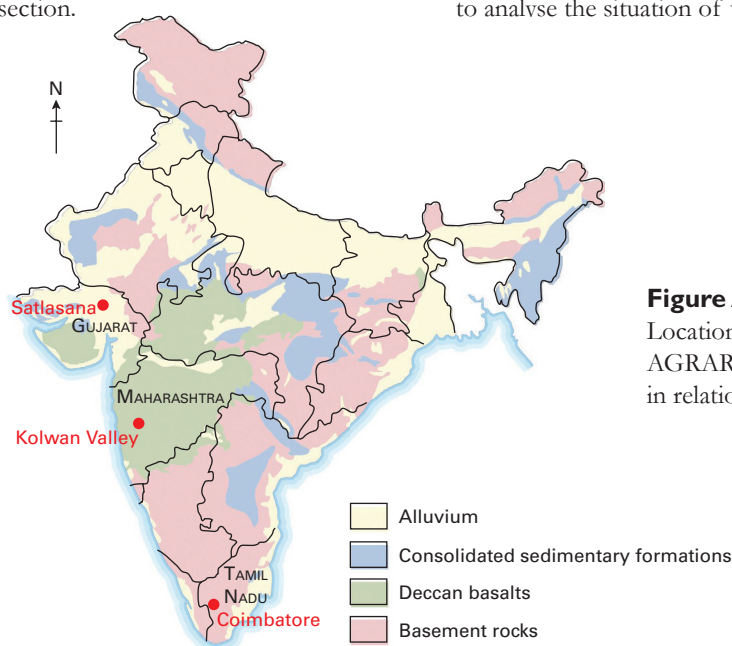 section.
to analyse the situation of
N
Satlasana
GUJARAT
MAHARASHTRA
Kolwan Valley
TAMIL
NADU
Coimbatore
Alluvium
Consolidated sedimentary formations
Deccan basalts
Basement rocks
Figure
Location
AGRAR
in relatio